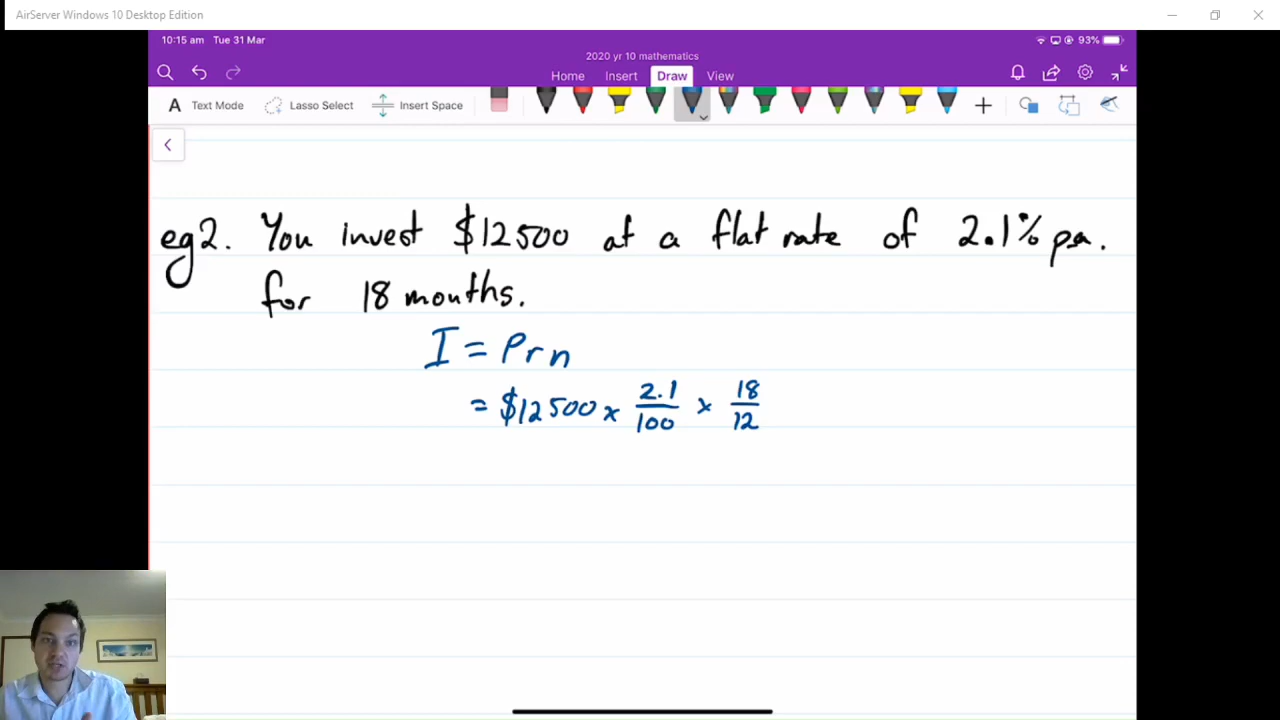 AirServer Windows 10 Desktop Edition
10:15 am Tue 31 Mar
93%
2020 yr 10 mathematics
Home Insert Draw View
A Text Mode Lasso Select Insert Space
eg2. You invest $12500 at a flat rate of 2.1% pa.
for 18 months.
I = Prn
= $12500 × 2.1/100 × 18/12